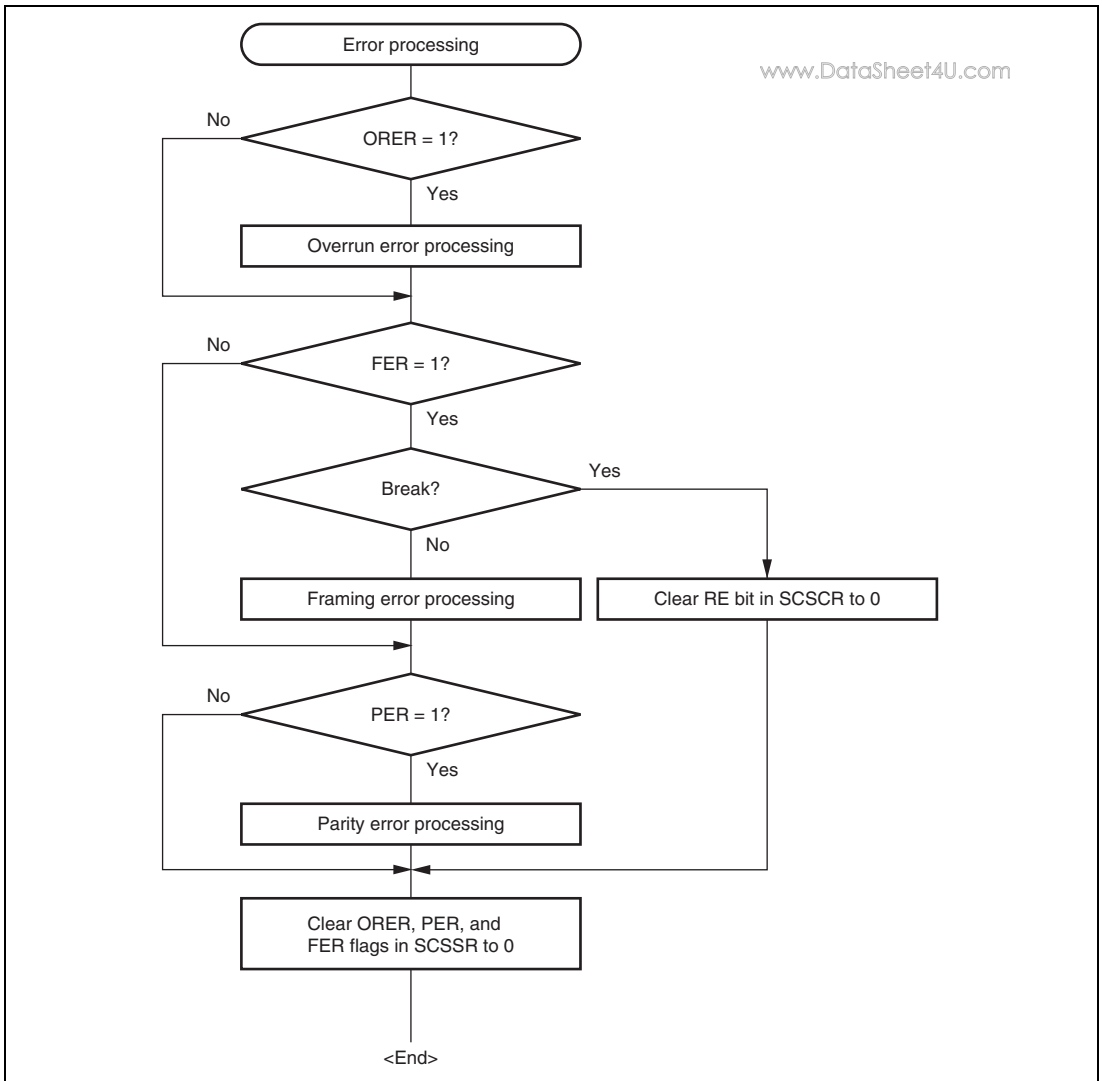 Error processing
www.DataSheet4U.com
No
ORER = 1?
Yes
Overrun error processing
No
FER = 1?
Yes
Break?
Yes
No
Framing error processing
Clear RE bit in SCSCR to 0
No
PER = 1?
Yes
Parity error processing
Clear ORER, PER, and
FER flags in SCSSR to 0
<End>